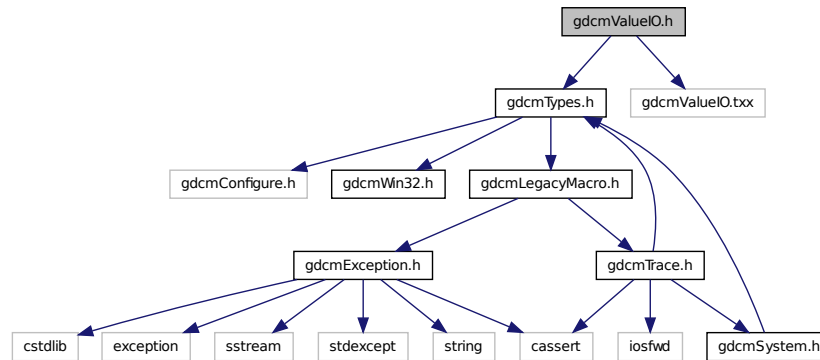 gdcmValueIO.h
gdcmTypes.h
gdcmValueIO.txx
gdcmConfigure.h
gdcmWin32.h
gdcmLegacyMacro.h
gdcmException.h
gdcmTrace.h
cstdlib
exception
sstream
stdexcept
string
cassert
iosfwd
gdcmSystem.h